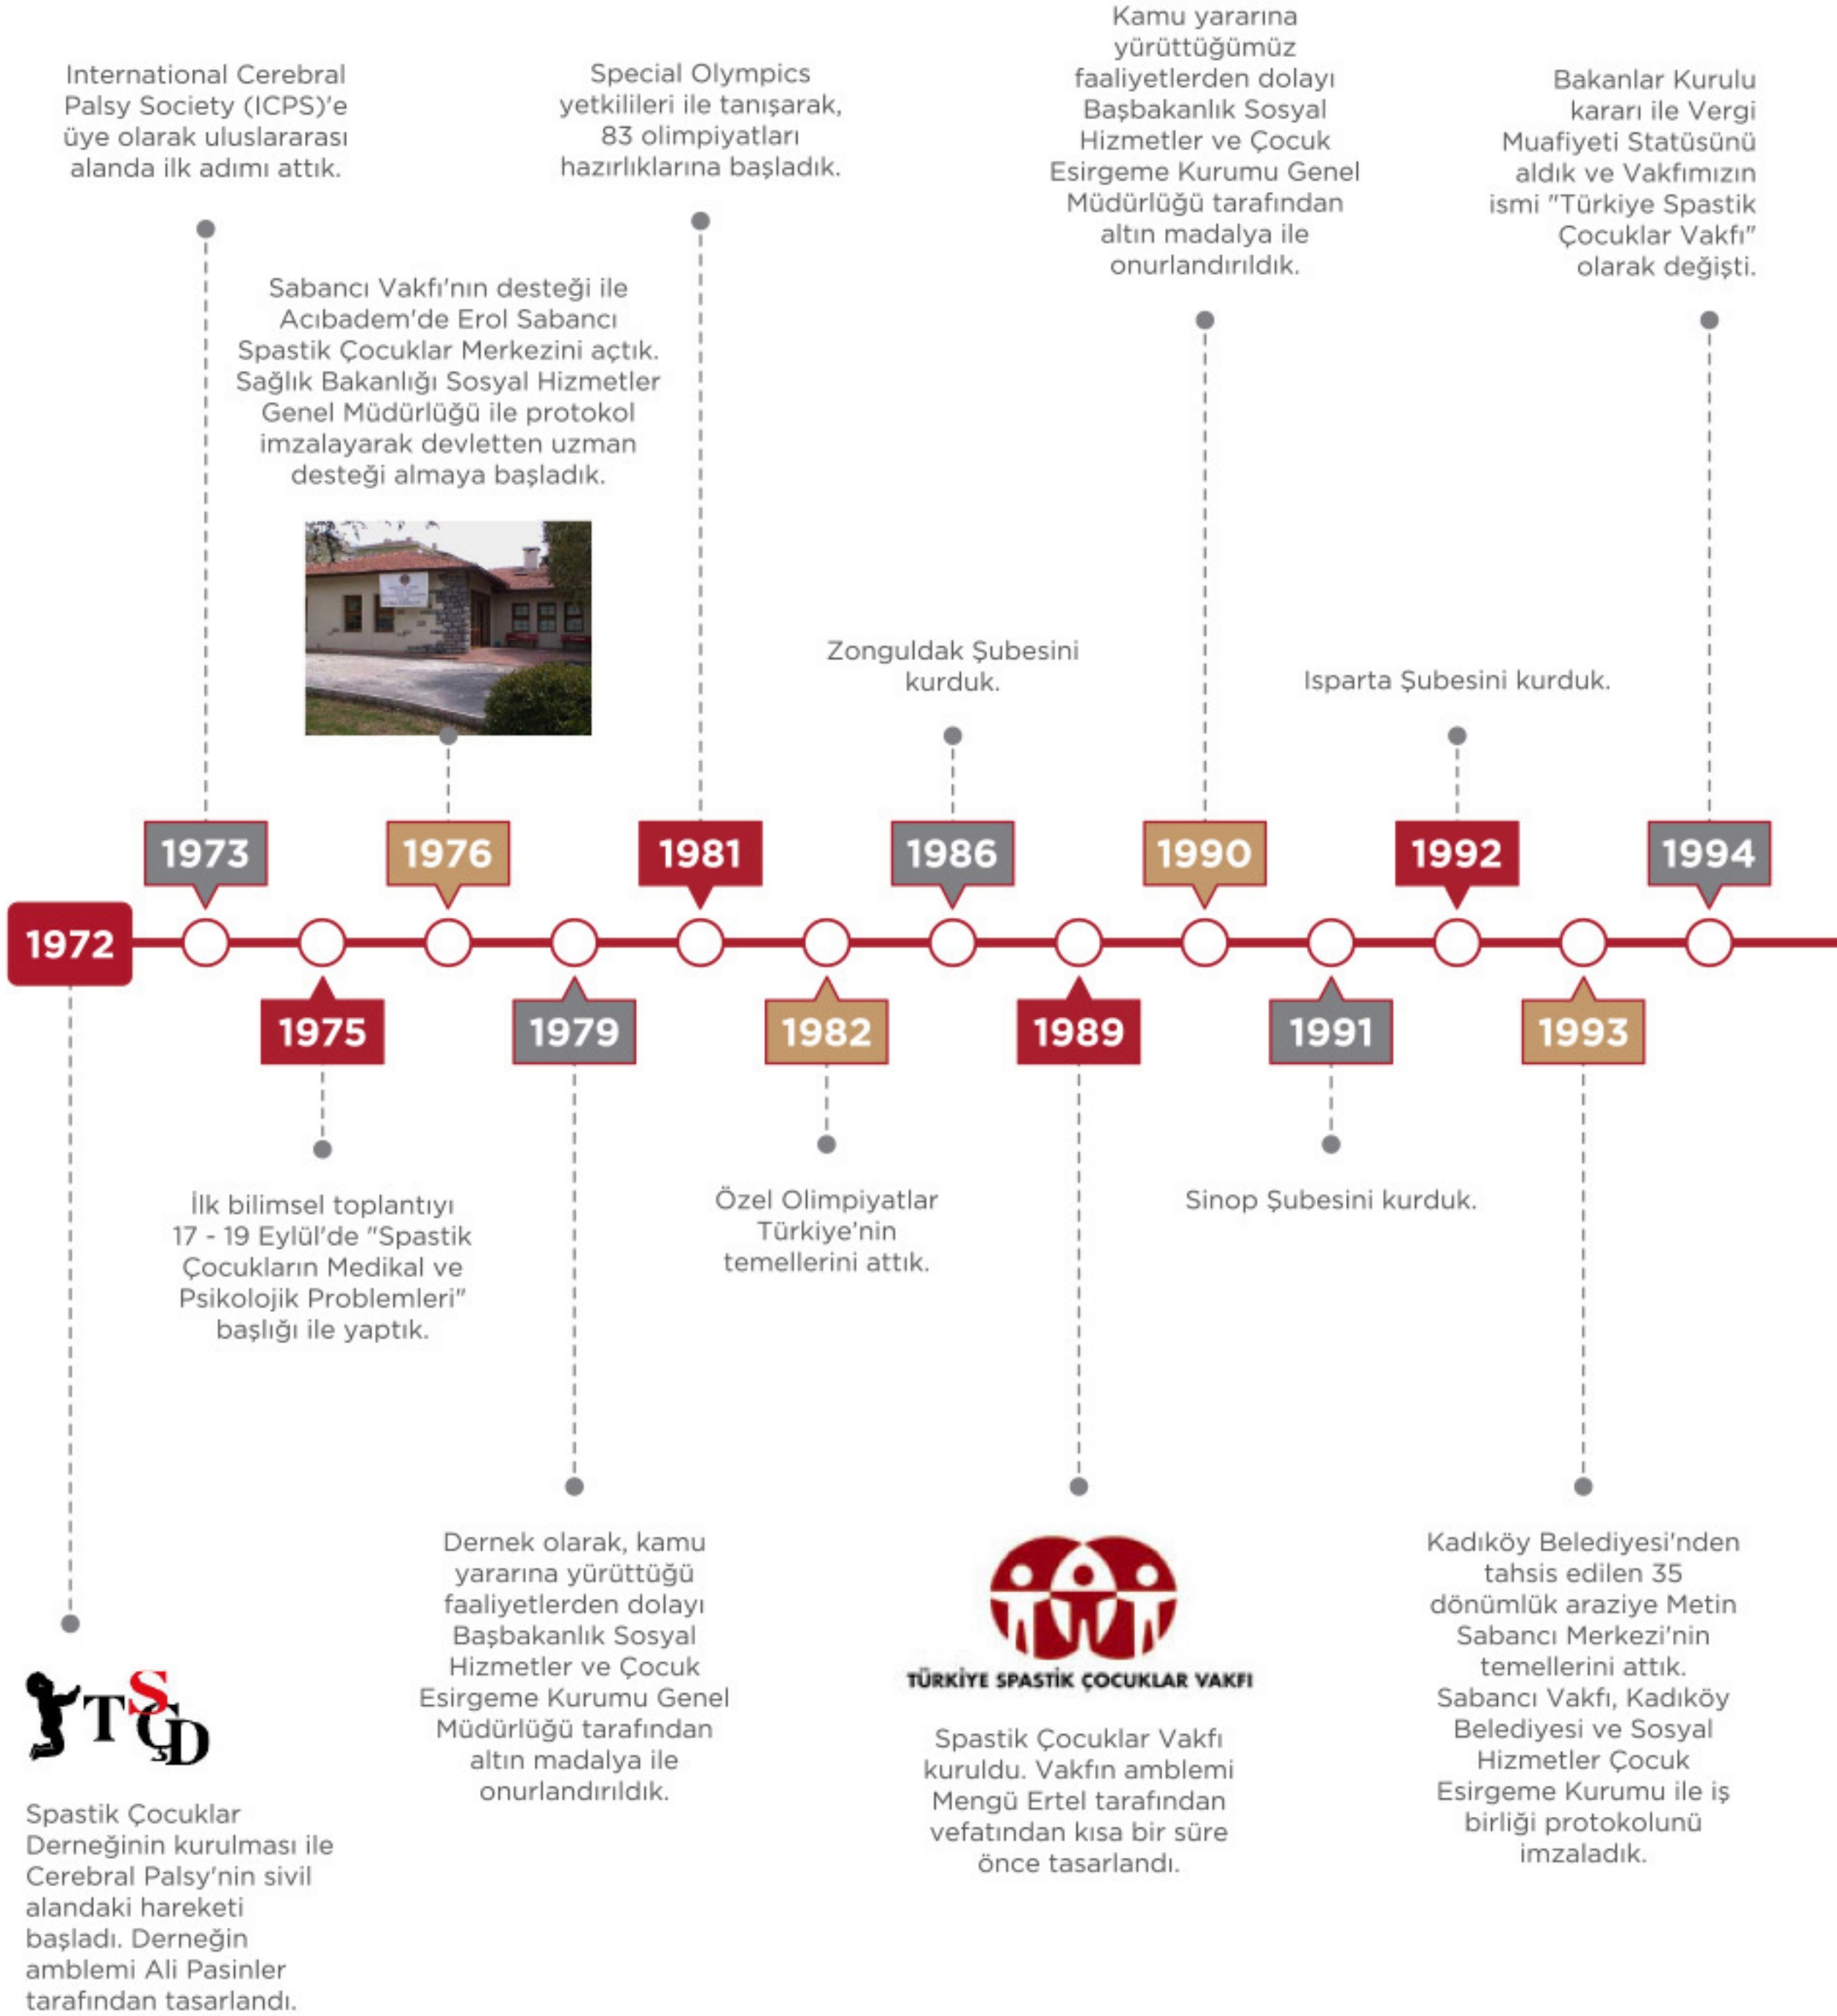 International Cerebral
Palsy Society (ICPS)'e
üye olarak uluslararası
alanda ilk adımı attık.
Sabancı Vakfı'nın desteği ile
Acıbadem'de Erol Sabancı
Spastik Çocuklar Merkezini açtık.
Sağlık Bakanlığı Sosyal Hizmetler
Genel Müdürlüğü ile protokol
imzalayarak devletten uzman
desteği almaya başladık.
Special Olympics
yetkilileri ile tanışarak,
83 olimpiyatları
hazırlıklarına başladık.
Zonguldak Şubesini
kurduk.
Kamu yararına
yürüttüğümüz
faaliyetlerden dolayı
Başbakanlık Sosyal
Hizmetler ve Çocuk
Esirgeme Kurumu Genel
Müdürlüğü tarafından
altın madalya ile
onurlandırıldık.
Isparta Şubesini kurduk.
Bakanlar Kurulu
kararı ile Vergi
Muafiyeti Statüsünü
aldık ve Vakfımızın
ismi "Türkiye Spastik
Çocuklar Vakfı"
olarak değişti.
1973
1976
1981
1986
1990
1992
1994
1972
1975
1979
1982
1989
1991
1993
İlk bilimsel toplantıyı
17 - 19 Eylül'de "Spastik
Çocukların Medikal ve
Psikolojik Problemleri"
başlığı ile yaptık.
Özel Olimpiyatlar
Türkiye'nin
temellerini attık.
Sinop Şubesini kurduk.
TSÇD
Spastik Çocuklar
Derneğinin kurulması ile
Cerebral Palsy'nin sivil
alandaki hareketi
başladı. Derneğin
amblemi Ali Pasinler
tarafından tasarlandı.
Dernek olarak, kamu
yararına yürüttüğü
faaliyetlerden dolayı
Başbakanlık Sosyal
Hizmetler ve Çocuk
Esirgeme Kurumu Genel
Müdürlüğü tarafından
altın madalya ile
onurlandırıldık.
TÜRKİYE SPASTİK ÇOCUKLAR VAKFI
Spastik Çocuklar Vakfı
kuruldu. Vakfın amblemi
Mengü Ertel tarafından
vefatından kısa bir süre
önce tasarlandı.
Kadıköy Belediyesi'nden
tahsis edilen 35
dönümlük araziye Metin
Sabancı Merkezi'nin
temellerini attık.
Sabancı Vakfı, Kadıköy
Belediyesi ve Sosyal
Hizmetler Çocuk
Esirgeme Kurumu ile iş
birliği protokolunü
imzaladık.